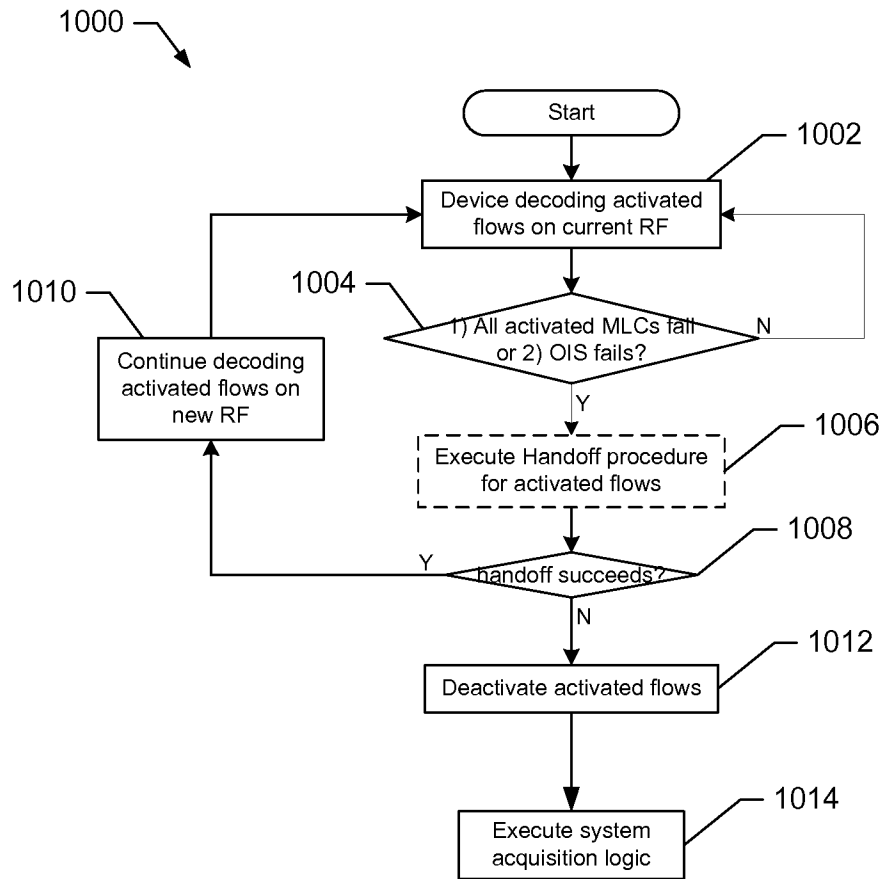 1000
Start
1002
Device decoding activated
flows on current RF
1010
1004
1) All activated MLCs fail
or 2) OIS fails?
N
Continue decoding
activated flows on
new RF
Y
1006
Execute Handoff procedure
for activated flows
1008
Y
handoff succeeds?
N
1012
Deactivate activated flows
1014
Execute system
acquisition logic